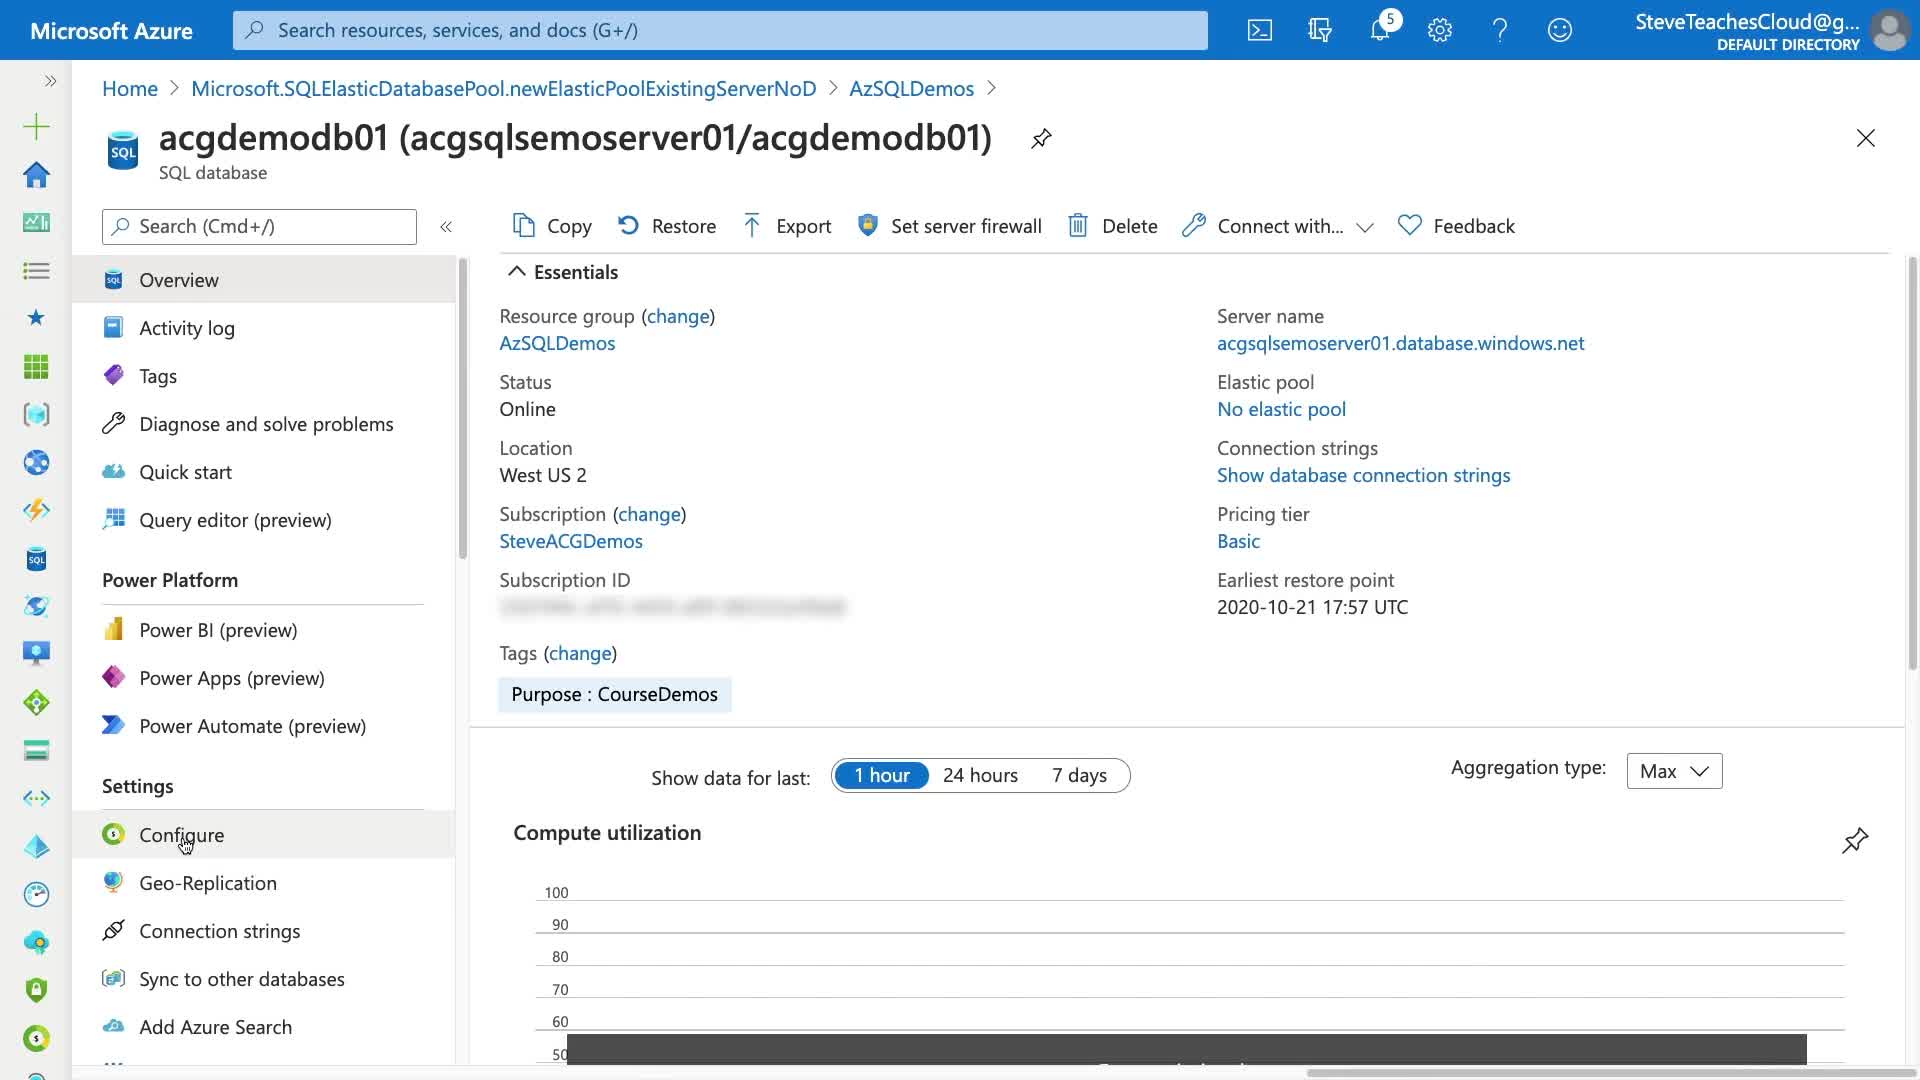 Microsoft Azure
Search resources, services, and docs (G+/)
5
SteveTeachesCloud@g...
DEFAULT DIRECTORY
Home > Microsoft.SQLElasticDatabasePool.newElasticPoolExistingServerNoD > AzSQLDemos >
SQL
acgdemodb01 (acgsqlsemoserver01/acgdemodb01)
SQL database
Search (Cmd+/)
Copy
Restore
Export
Set server firewall
Delete
Connect with...
Feedback
Overview
Activity log
Tags
Diagnose and solve problems
Quick start
Query editor (preview)
Power Platform
Power BI (preview)
Power Apps (preview)
Power Automate (preview)
Settings
Configure
Geo-Replication
Connection strings
Sync to other databases
Add Azure Search
Essentials
Resource group (change)
AzSQLDemos
Status
Online
Location
West US 2
Subscription (change)
SteveACGDemos
Subscription ID
Tags (change)
Purpose : CourseDemos
Server name
acgsqlsemoserver01.database.windows.net
Elastic pool
No elastic pool
Connection strings
Show database connection strings
Pricing tier
Basic
Earliest restore point
2020-10-21 17:57 UTC
Show data for last:
1 hour
24 hours
7 days
Aggregation type:
Max
Compute utilization
100
90
80
70
60
50